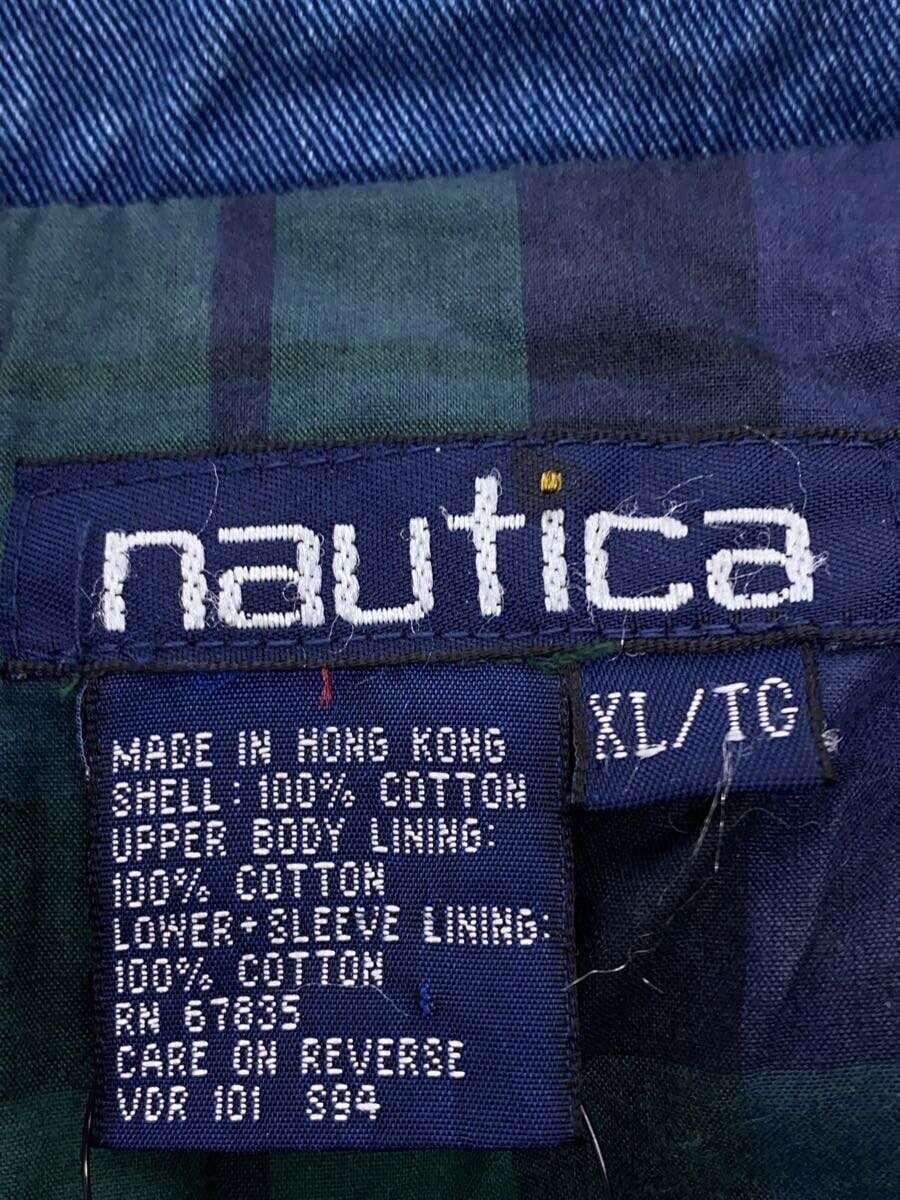 nautica
XL/TG
MADE IN HONG KONG
SHELL: 100% COTTON
UPPER BODY LINING:
100% COTTON
LOWER+SLEEVE LINING:
100% COTTON
RN 67835
CARE ON REVERSE
VDR 101 S94